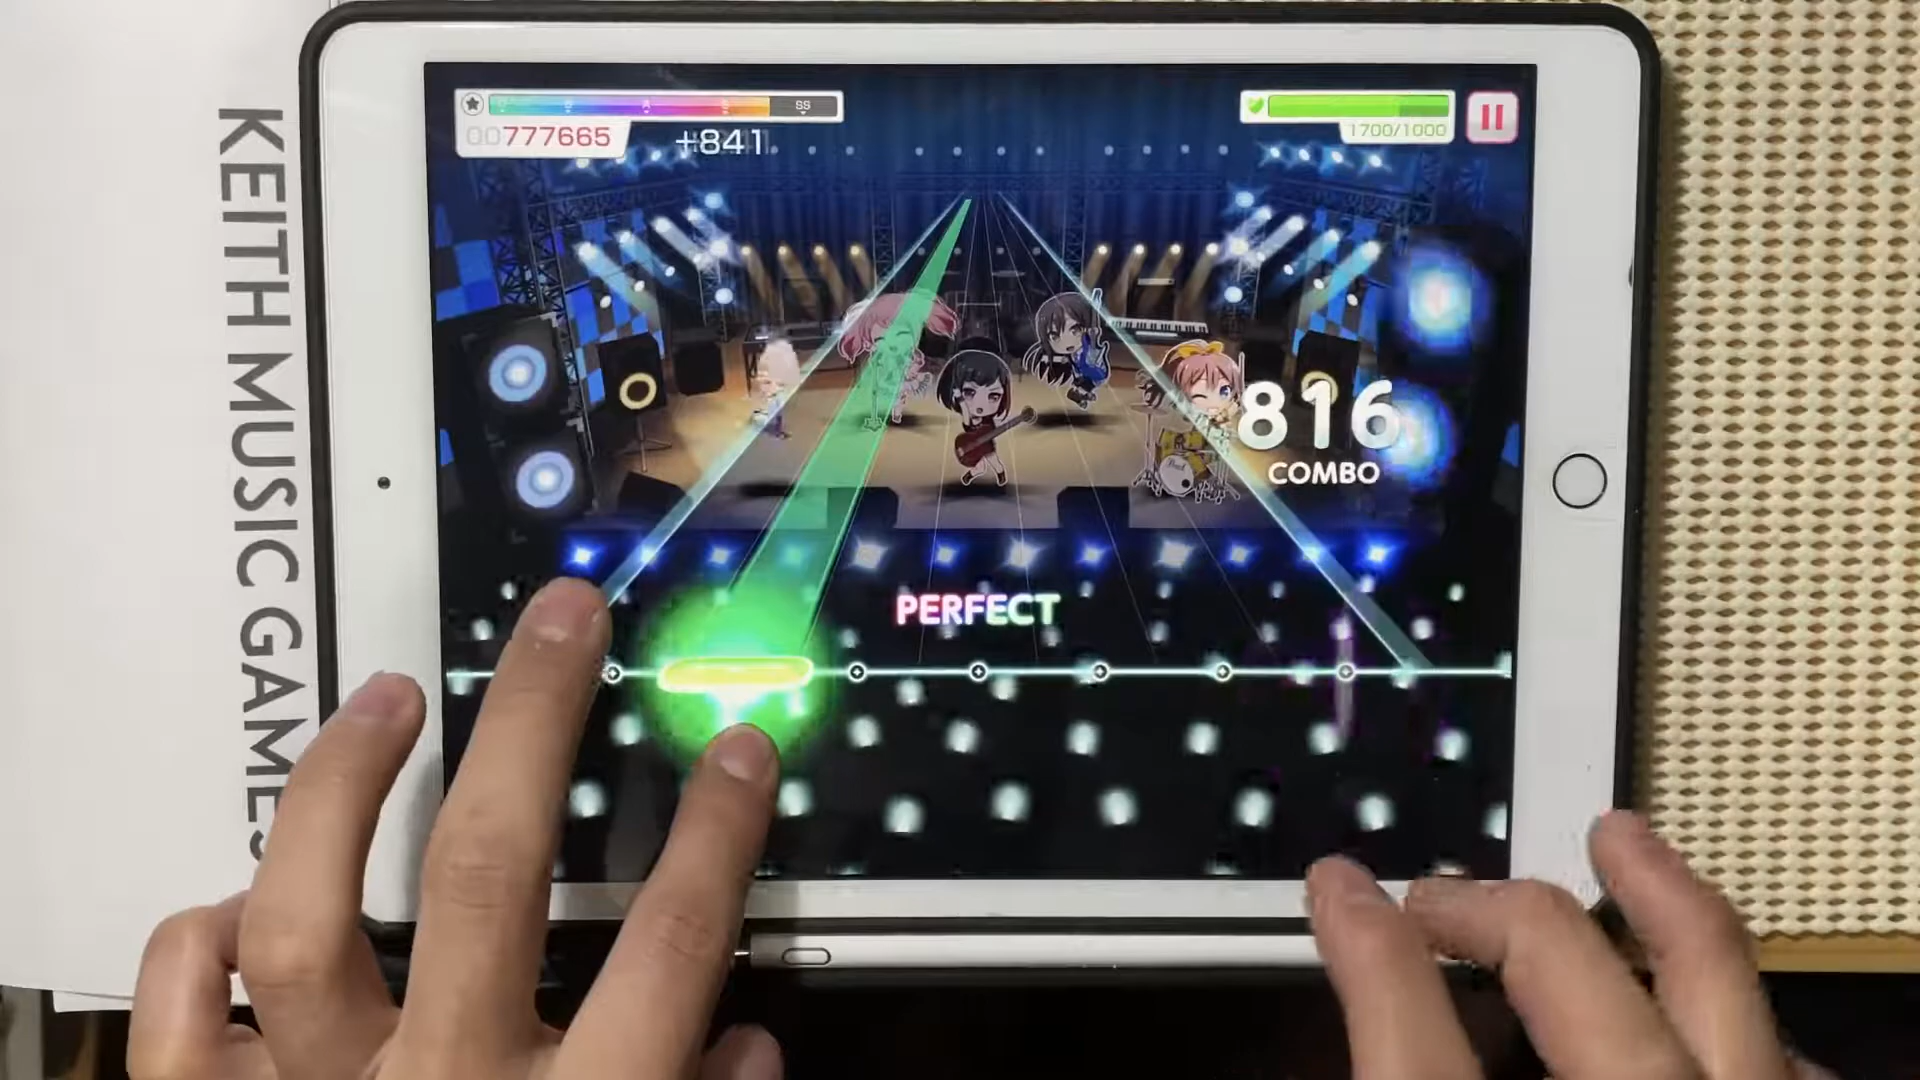 KEITH MUSIC GAMES
SS
00777665
+841
1700/1000
816
COMBO
PERFECT